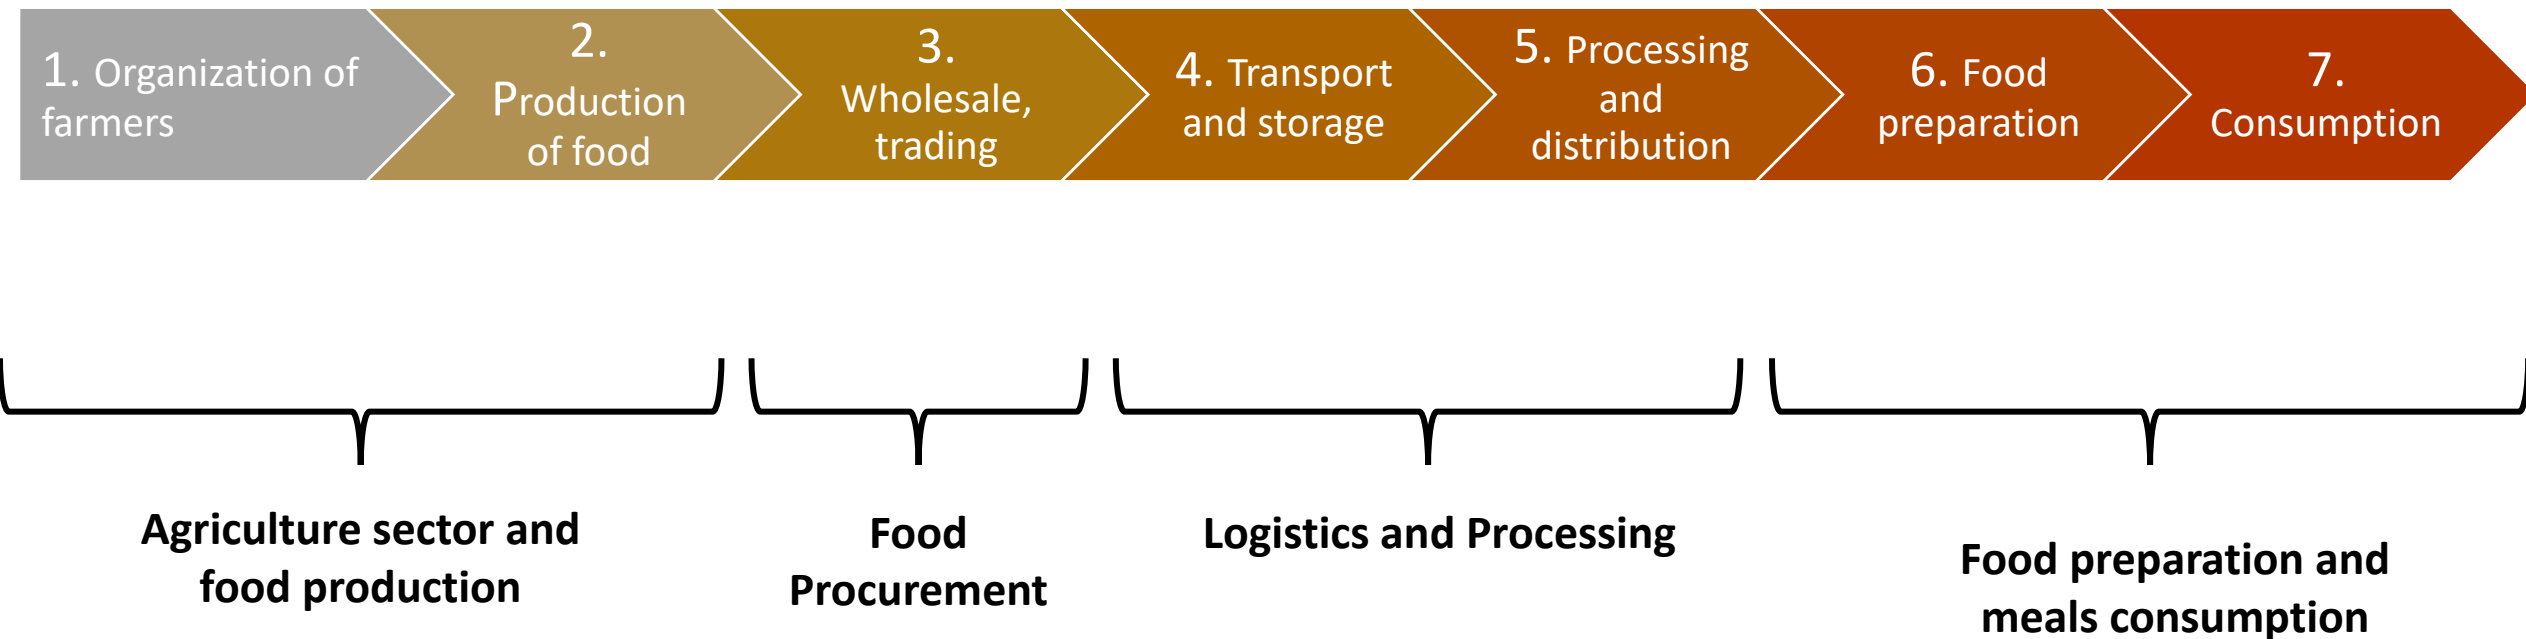 1. Organization of
farmers
2.
Production
of food
3.
Wholesale,
trading
4. Transport
and storage
5. Processing
and
distribution
6. Food
preparation
7.
Consumption
Agriculture sector and
food production
Food
Procurement
Logistics and Processing
Food preparation and
meals consumption